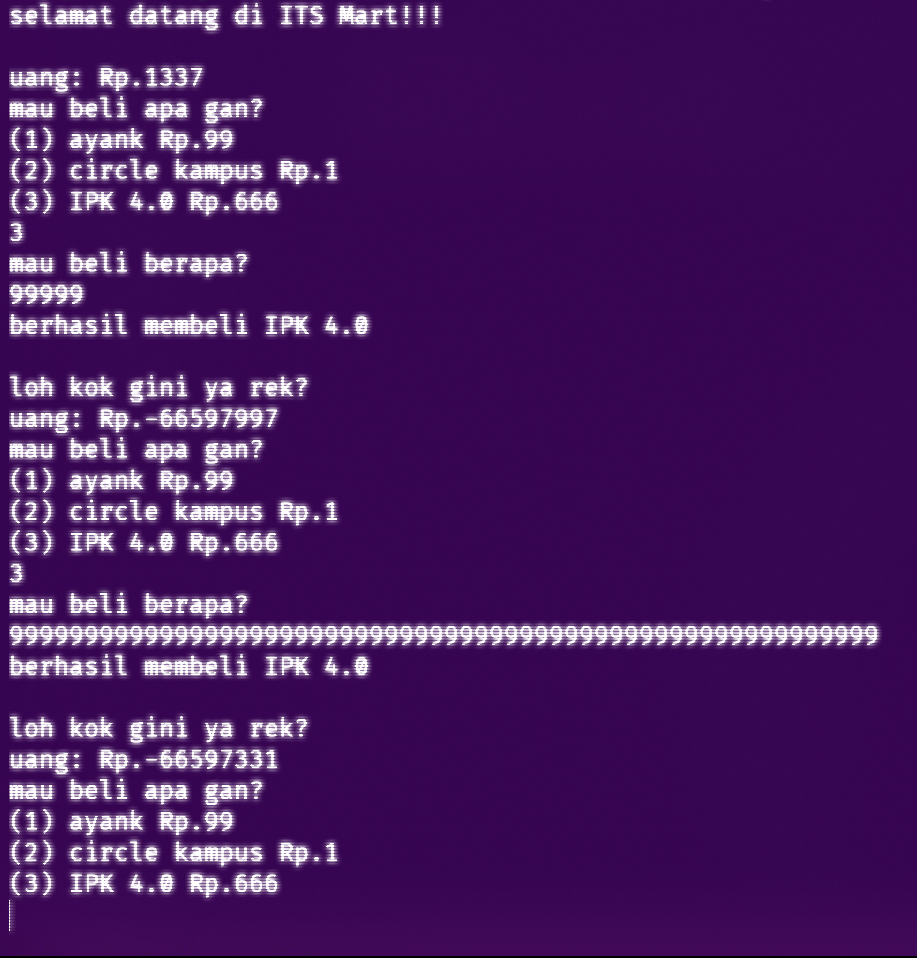 selamat datang di ITS Mart!!!
uang: Rp.1337
mau beli apa gan?
(1) ayank Rp.99
(2) circle kampus Rp.1
(3) IPK 4.0 Rp.666
3
mau beli berapa?
99999
berhasil membeli IPK 4.0
loh kok gini ya rek?
uang: Rp.-66597997
mau beli apa gan?
(1) ayank Rp.99
(2) circle kampus Rp.1
(3) IPK 4.0 Rp.666
3
mau beli berapa?
9999999999999999999999999999999999999999999999999999999999
berhasil membeli IPK 4.0
loh kok gini ya rek?
uang: Rp.-66597331
mau beli apa gan?
(1) ayank Rp.99
(2) circle kampus Rp.1
(3) IPK 4.0 Rp.666